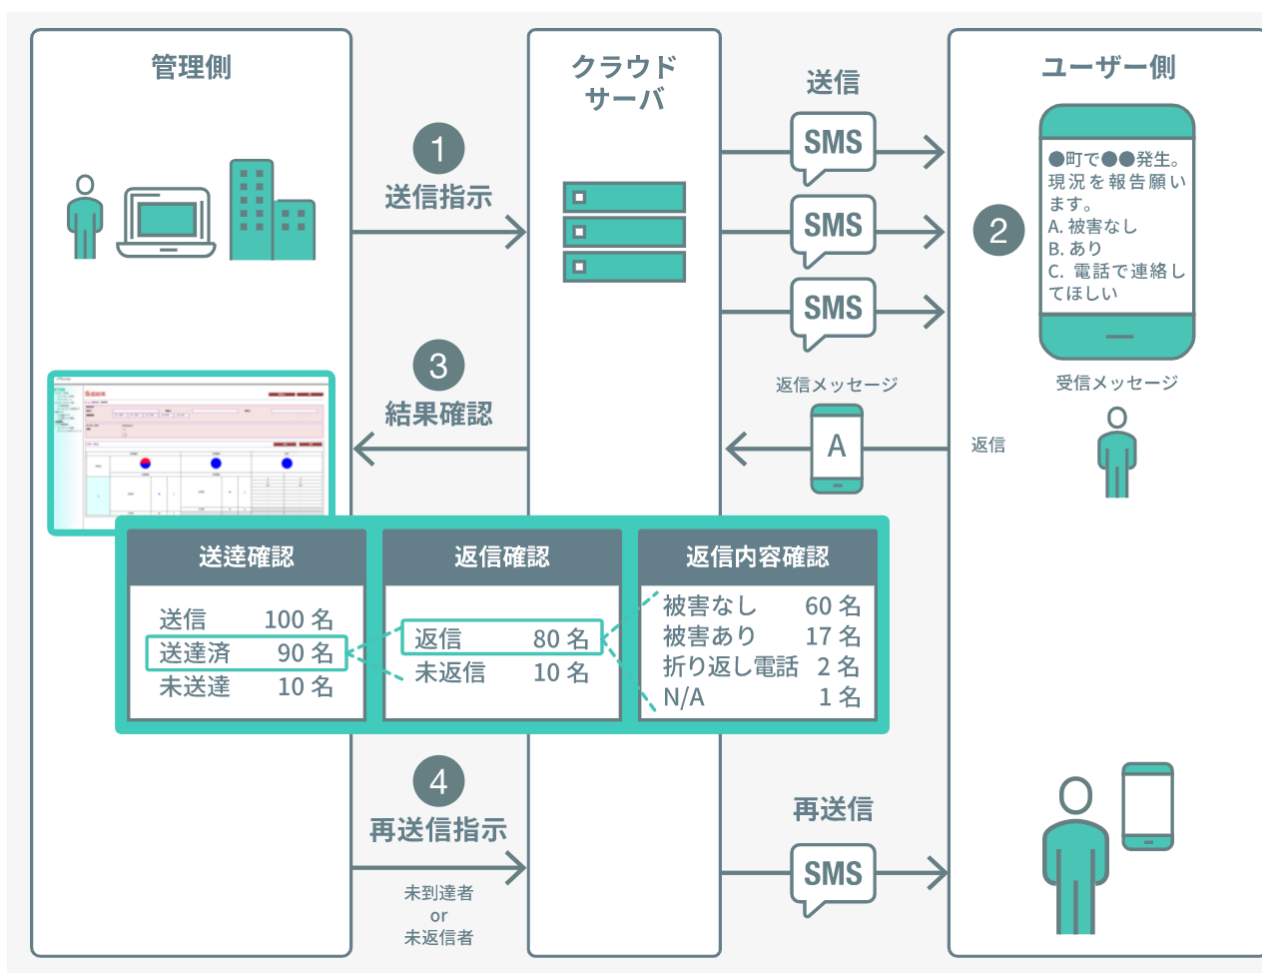 管理側
クラウド
サーバ
ユーザー側
1
送信指示
送信
SMS
SMS
SMS
2
●町で●●発生。
現況を報告願い
ます。
A. 被害なし
B. あり
C. 電話で連絡し
てほしい
受信メッセージ
返信
返信メッセージ
A
3
結果確認
送達確認
送信 100 名
送達済 90 名
未送達 10 名
返信確認
返信 80 名
未返信 10 名
返信内容確認
被害なし 60 名
被害あり 17 名
折り返し電話 2 名
N/A 1 名
4
再送信指示
未到達者
or
未返信者
再送信
SMS